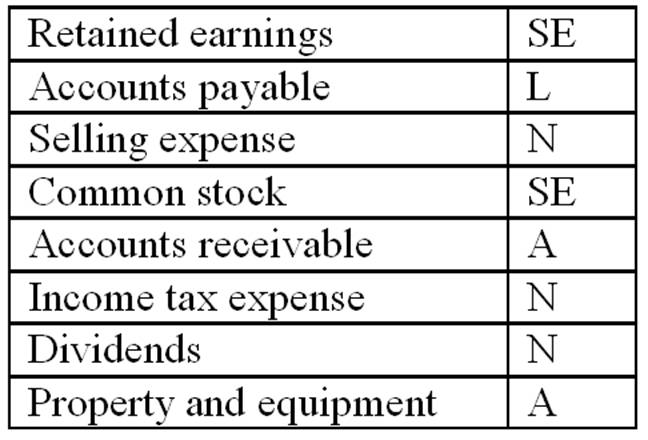 Retained earnings SE
Accounts payable L
Selling expense N
Common stock SE
Accounts receivable A
Income tax expense N
Dividends N
Property and equipment A